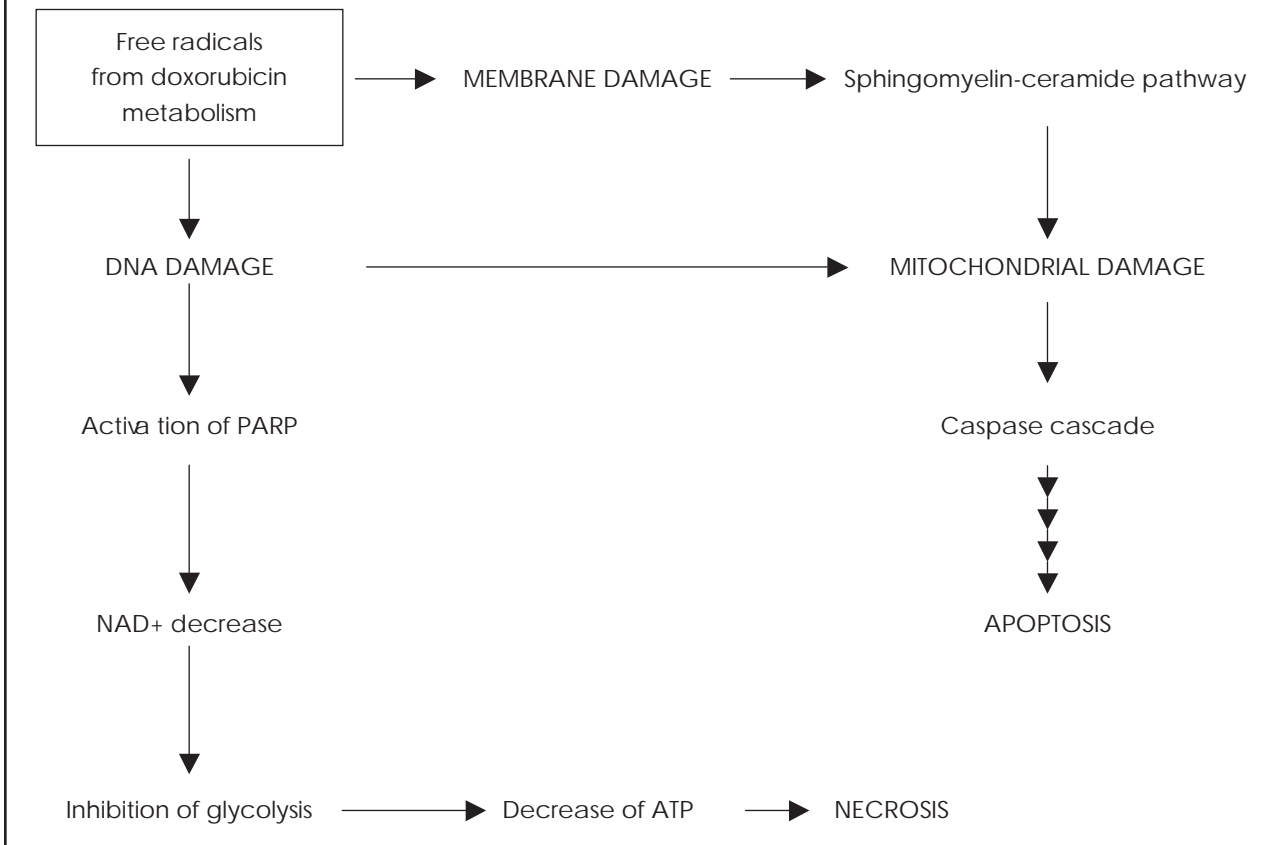 Free radicals
from doxorubicin
metabolism
MEMBRANE DAMAGE
Sphingomyelin-ceramide pathway
DNA DAMAGE
MITOCHONDRIAL DAMAGE
Activa tion of PARP
Caspase cascade
NAD+ decrease
APOPTOSIS
Inhibition of glycolysis
Decrease of ATP
NECROSIS